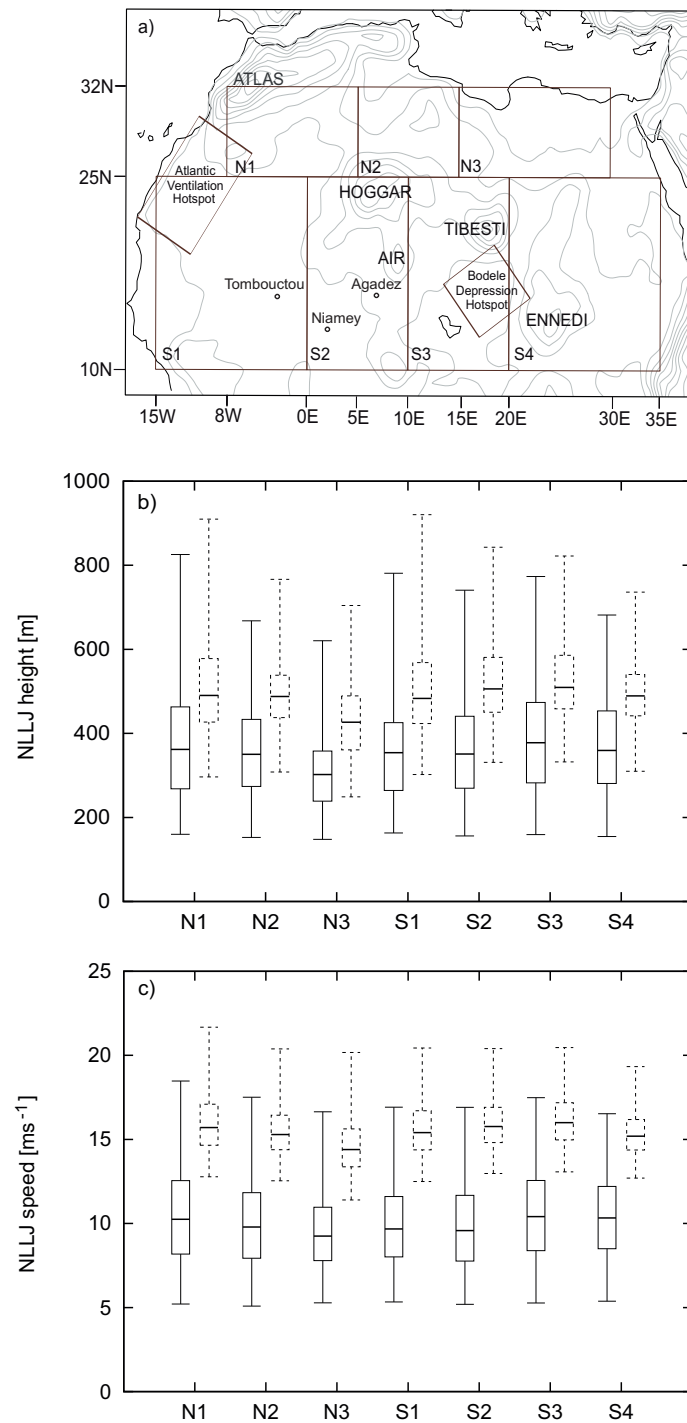 a)
32N
ATLAS
N1
N2
N3
Atlantic
Ventilation
Hotspot
25N
HOGGAR
TIBESTI
AIR
Bodele
Depression
Hotspot
Tombouctou
Agadez
Niamey
ENNEDI
S1
S2
S3
S4
10N
15W 8W 0E 5E 10E 15E 20E 30E 35E
b)
NLLJ height [m]
1000
800
600
400
200
0
N1 N2 N3 S1 S2 S3 S4
c)
NLLJ speed [ms⁻¹]
25
20
15
10
5
0
N1 N2 N3 S1 S2 S3 S4